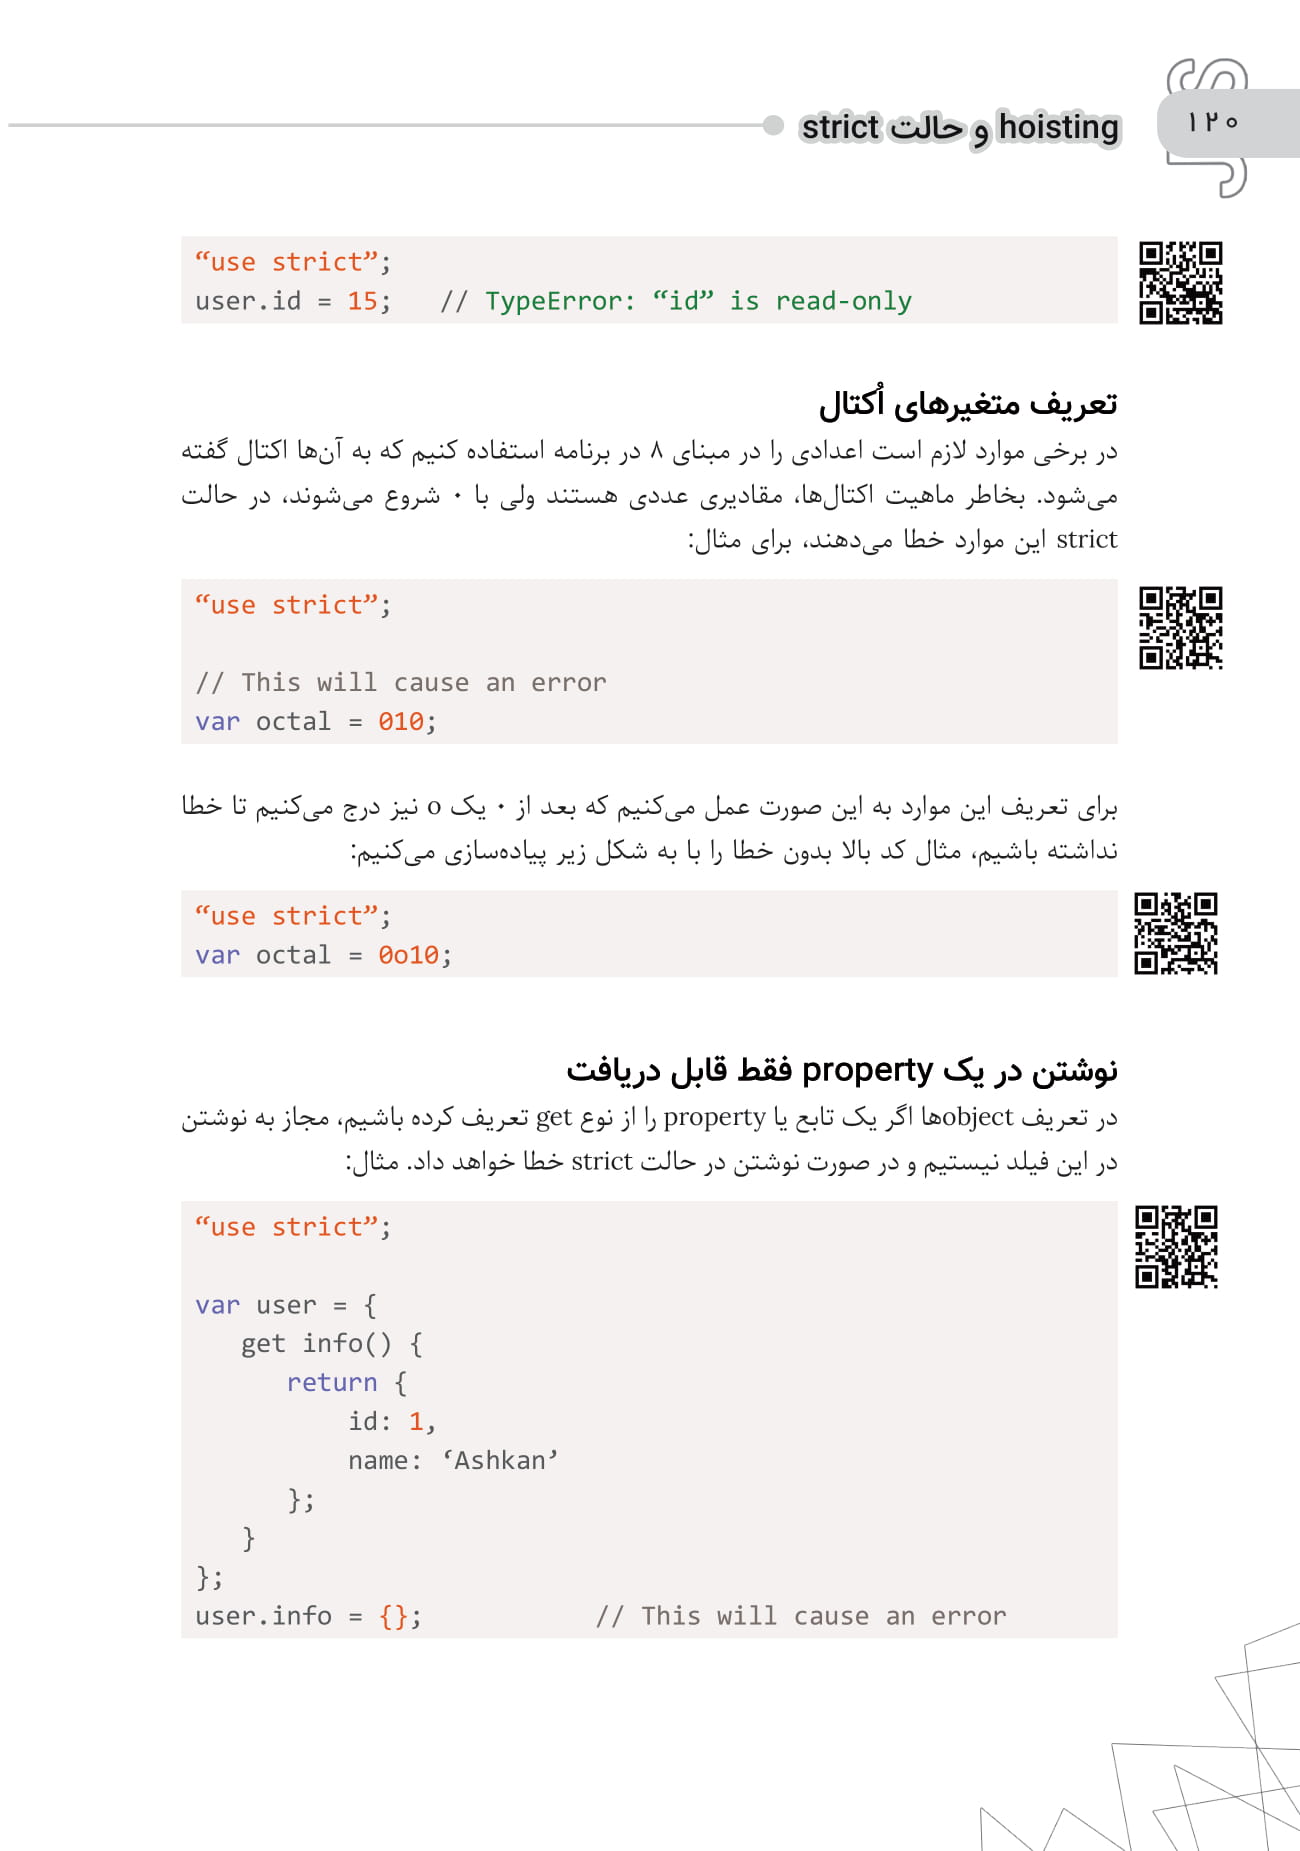 ۱۲۰
hoisting و حالت strict
“use strict”;
user.id = 15;   // TypeError: “id” is read-only
تعریف متغیرهای اُکتال
در برخی موارد لازم است اعدادی را در مبنای ۸ در برنامه استفاده کنیم که به آن‌ها اکتال گفته
می‌شود. بخاطر ماهیت اکتال‌ها، مقادیری عددی هستند ولی با ۰ شروع می‌شوند، در حالت
strict این موارد خطا می‌دهند، برای مثال:
“use strict”;
// This will cause an error
var octal = 010;
برای تعریف این موارد به این صورت عمل می‌کنیم که بعد از ۰ یک o نیز درج می‌کنیم تا خطا
نداشته باشیم، مثال کد بالا بدون خطا را با به شکل زیر پیاده‌سازی می‌کنیم:
“use strict”;
var octal = 0o10;
نوشتن در یک property فقط قابل دریافت
در تعریف objectها اگر یک تابع یا property را از نوع get تعریف کرده باشیم، مجاز به نوشتن
در این فیلد نیستیم و در صورت نوشتن در حالت strict خطا خواهد داد. مثال:
“use strict”;
var user = {
   get info() {
      return {
          id: 1,
          name: ‘Ashkan’
      };
   }
};
user.info = {};           // This will cause an error